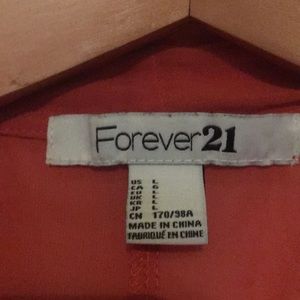 Forever21
US L
CA G
EU L
UK L
KR L
JP L
CN 170/98A
MADE IN CHINA
FABRIQUÉ EN CHINE